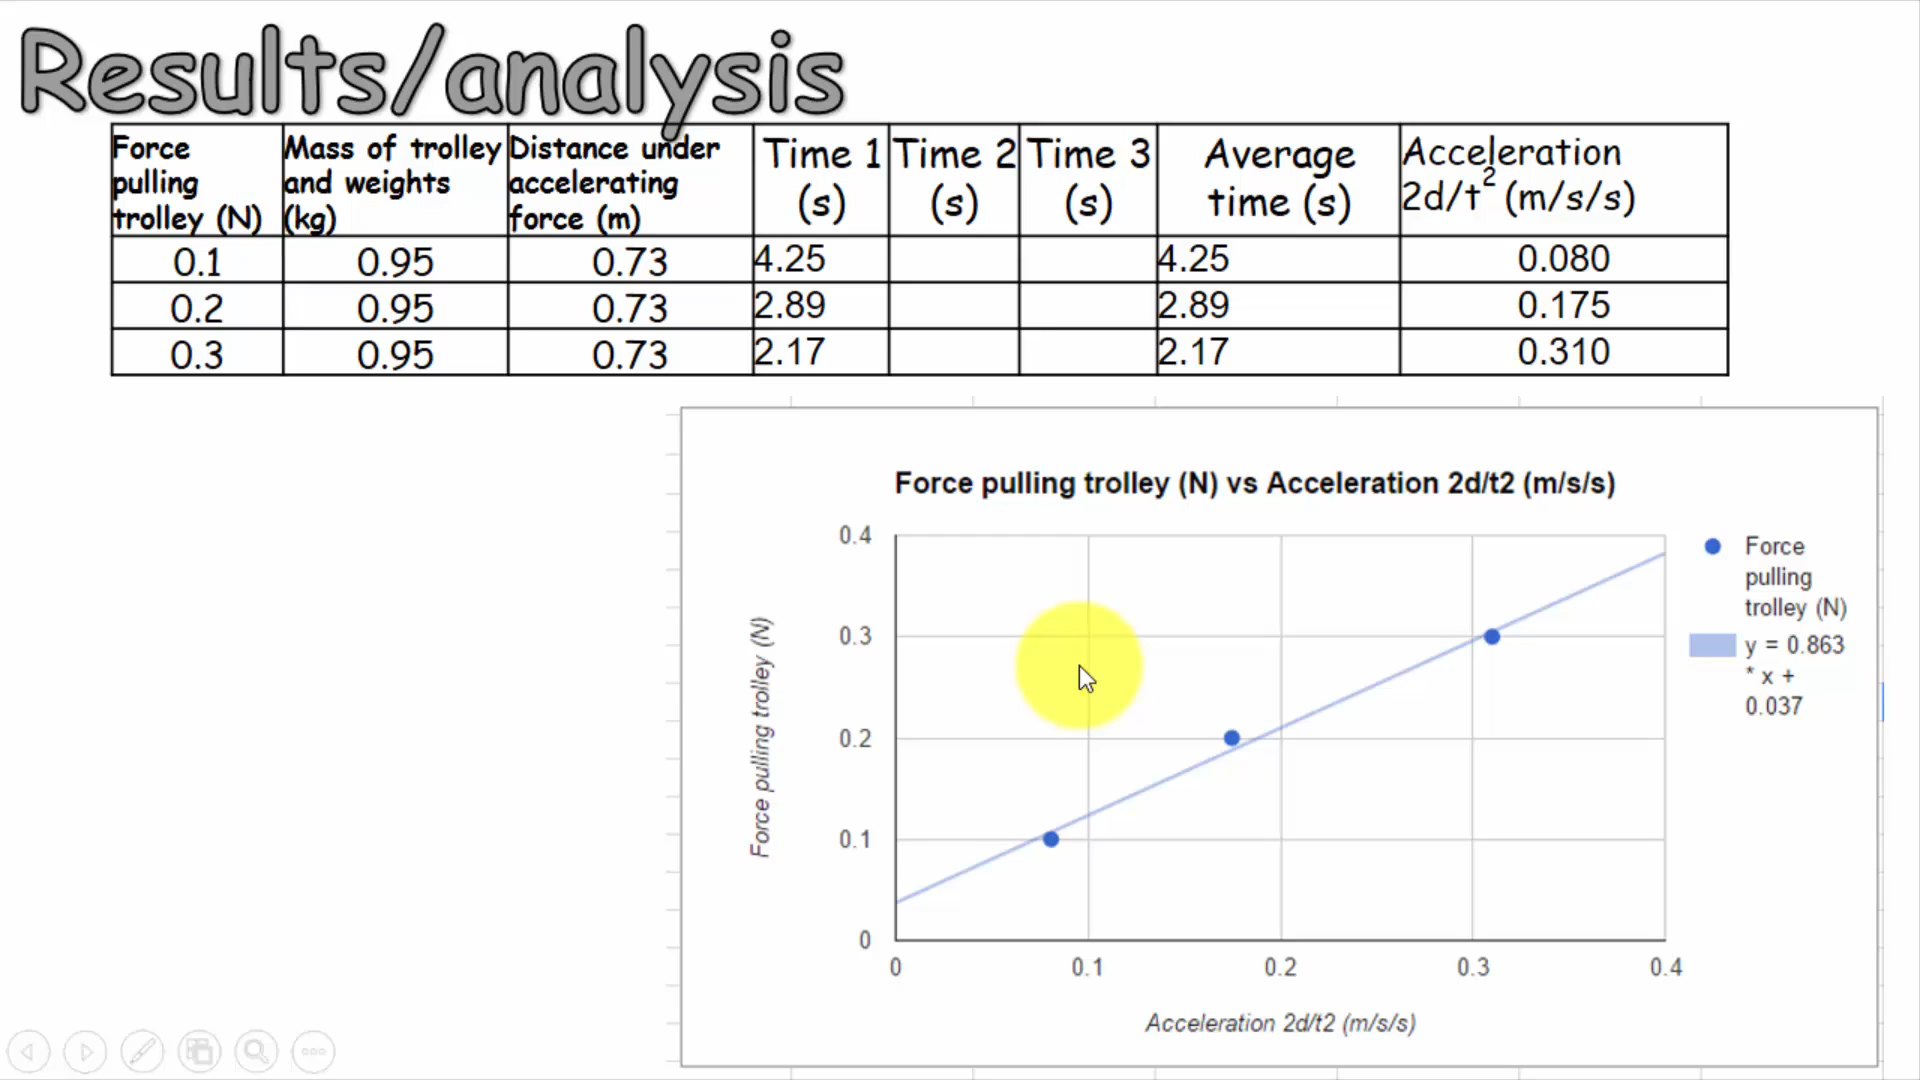 Results/analysis
Force pulling trolley (N) Mass of trolley and weights (kg) Distance under accelerating force (m) Time 1 (s) Time 2 (s) Time 3 (s) Average time (s) Acceleration 2d/t² (m/s/s)
0.1 0.95 0.73 4.25 4.25 0.080
0.2 0.95 0.73 2.89 2.89 0.175
0.3 0.95 0.73 2.17 2.17 0.310
Force pulling trolley (N) vs Acceleration 2d/t2 (m/s/s)
0.4
0.3
0.2
0.1
0
Force pulling trolley (N)
0 0.1 0.2 0.3 0.4
Acceleration 2d/t2 (m/s/s)
Force
pulling
trolley (N)
y = 0.863
* x +
0.037